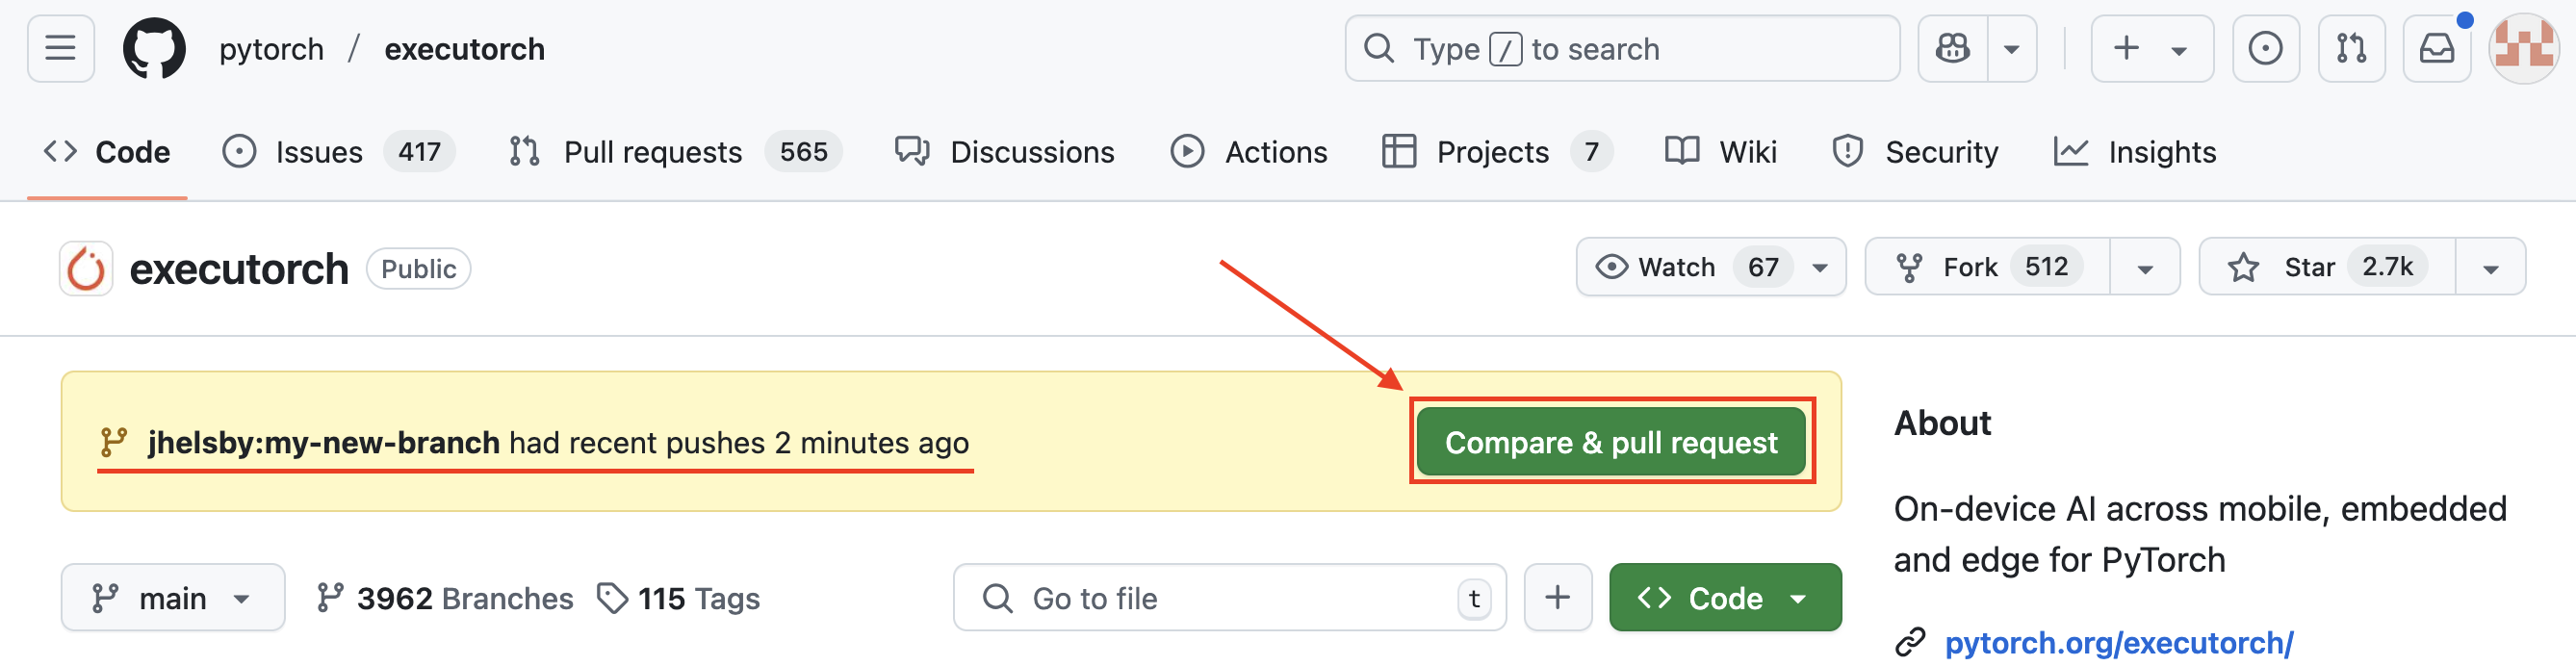 pytorch / executorch
Type / to search
Code Issues 417 Pull requests 565 Discussions Actions Projects 7 Wiki Security Insights
executorch Public
Watch 67 Fork 512 Star 2.7k
jhelsby:my-new-branch had recent pushes 2 minutes ago
Compare & pull request
main 3962 Branches 115 Tags
Go to file t
Code
About
On-device AI across mobile, embedded
and edge for PyTorch
pytorch.org/executorch/